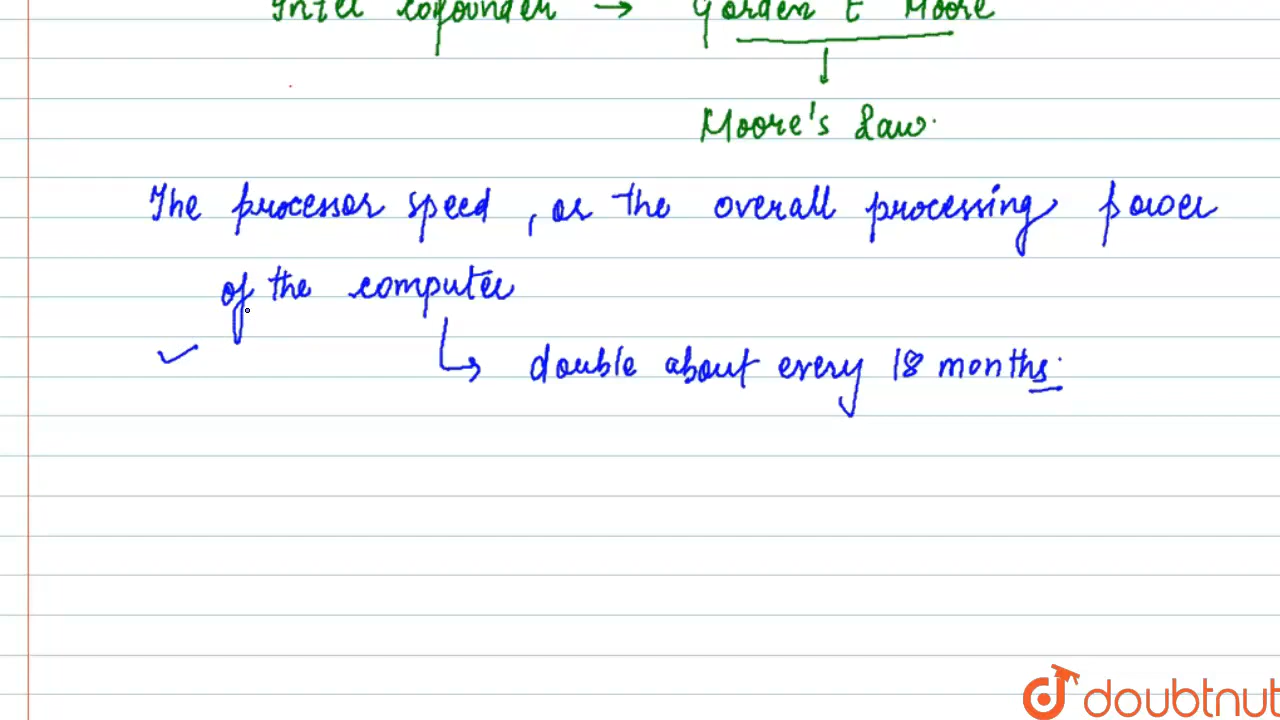 Intel cofounder → Gorden E Moore
Moore's Law.
The processor speed, or the overall processing power
of the computer
double about every 18 months.
doubtnut